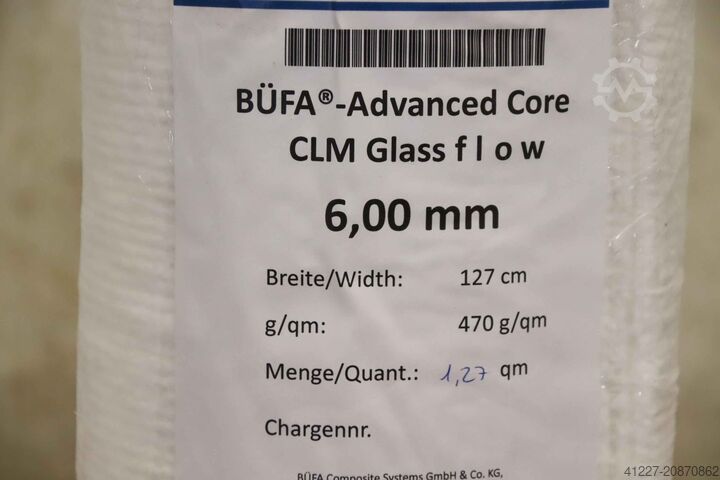 BÜFA®-Advanced Core
CLM Glass f l o w
6,00 mm
Breite/Width: 127 cm
g/qm: 470 g/qm
Menge/Quant.: 1,27 qm
Chargennr.
BÜFA Composite Systems GmbH & Co. KG,
41227-20870862